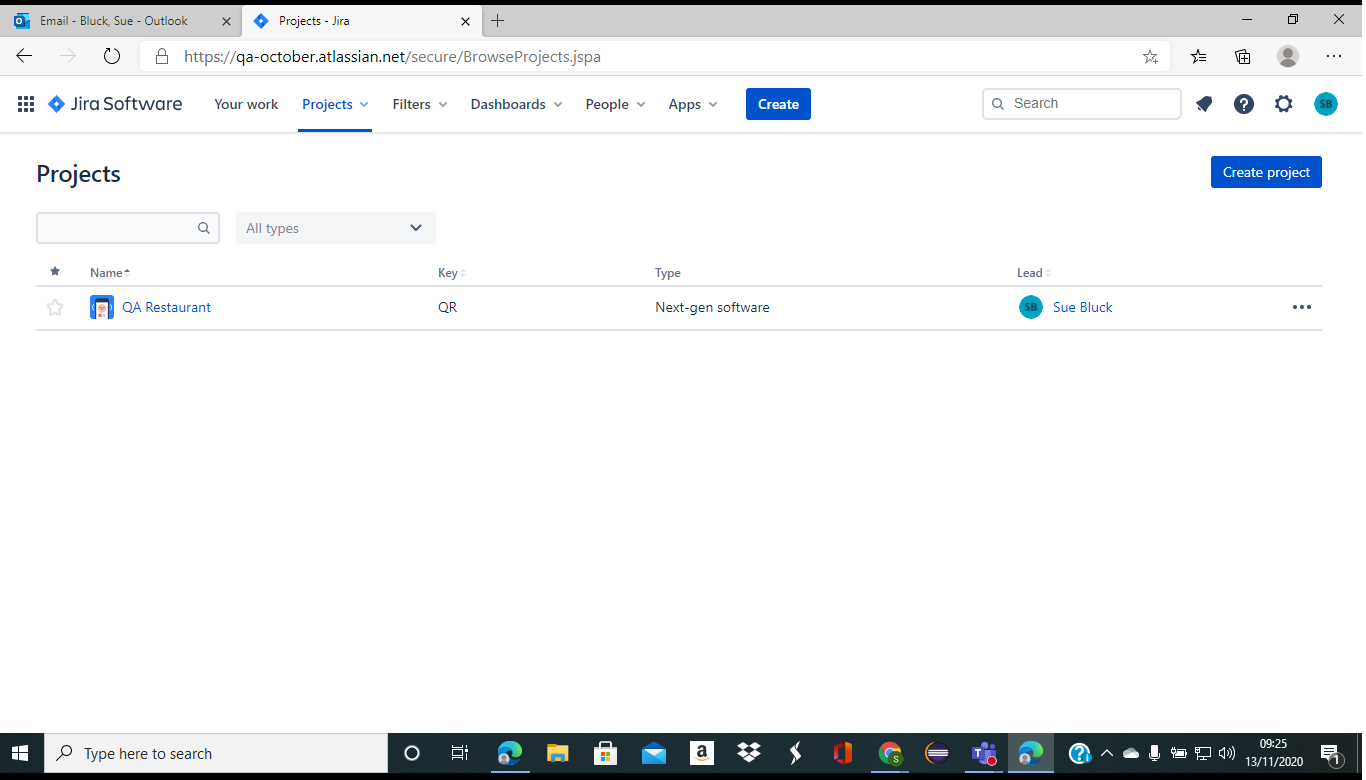 Email - Bluck, Sue - Outlook
Projects - Jira
https://qa-october.atlassian.net/secure/BrowseProjects.jspa
Jira Software Your work Projects Filters Dashboards People Apps Create Search SB
Projects
Create project
All types
Name Key Type Lead
QA Restaurant QR Next-gen software SB Sue Bluck
Type here to search
09:25
13/11/2020
1